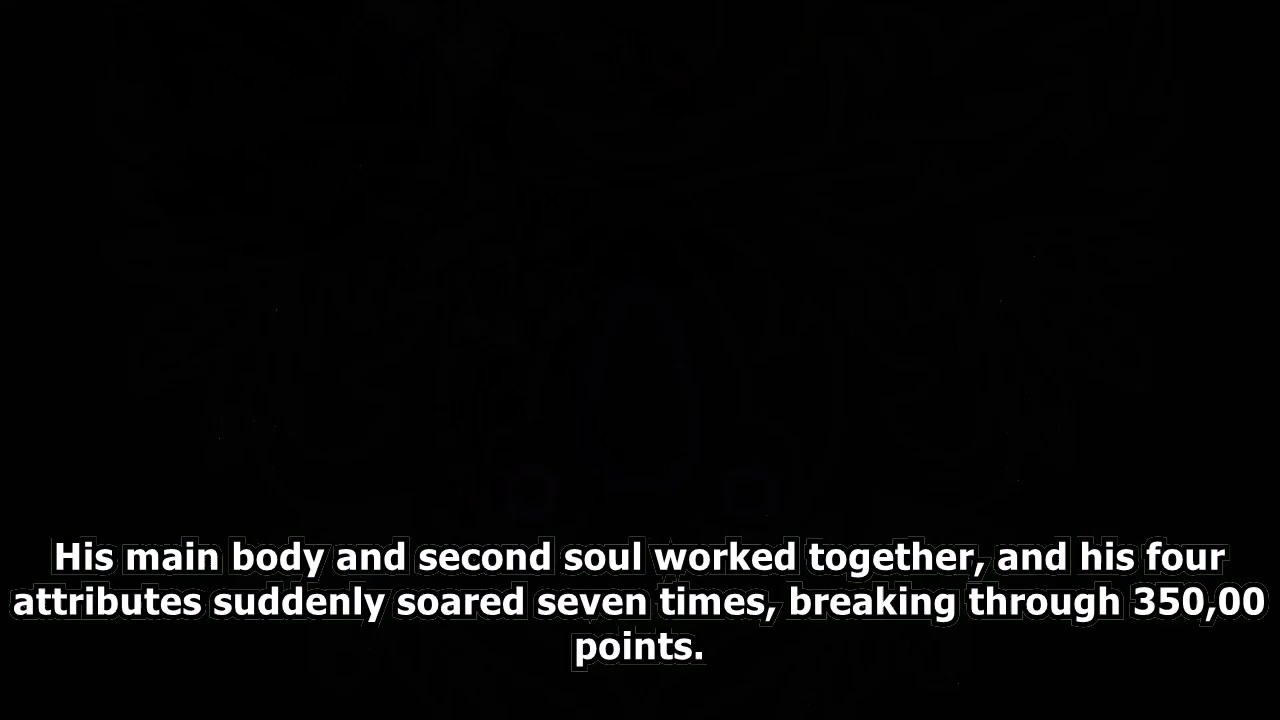 His main body and second soul worked together, and his four
attributes suddenly soared seven times, breaking through 350,00
points.